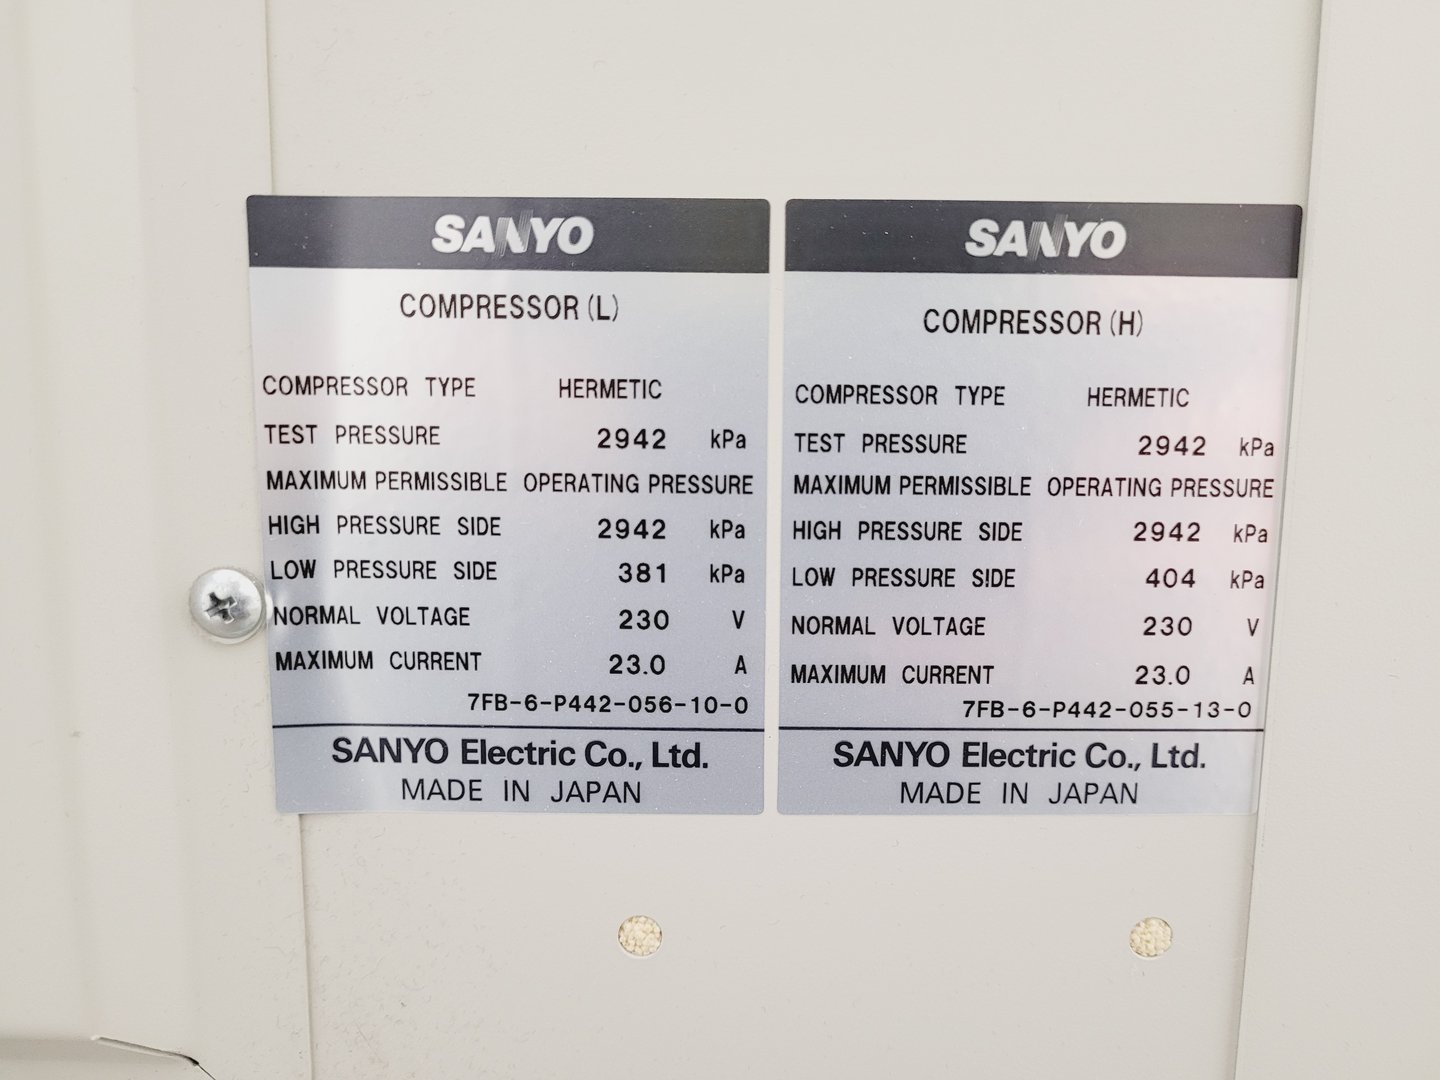 SANYO
COMPRESSOR (L)
COMPRESSOR TYPE HERMETIC
TEST PRESSURE 2942 kPa
MAXIMUM PERMISSIBLE OPERATING PRESSURE
HIGH PRESSURE SIDE 2942 kPa
LOW PRESSURE SIDE 381 kPa
NORMAL VOLTAGE 230 V
MAXIMUM CURRENT 23.0 A
7FB-6-P442-056-10-0
SANYO Electric Co., Ltd.
MADE IN JAPAN
SANYO
COMPRESSOR (H)
COMPRESSOR TYPE HERMETIC
TEST PRESSURE 2942 kPa
MAXIMUM PERMISSIBLE OPERATING PRESSURE
HIGH PRESSURE SIDE 2942 kPa
LOW PRESSURE SIDE 404 kPa
NORMAL VOLTAGE 230 V
MAXIMUM CURRENT 23.0 A
7FB-6-P442-055-13-0
SANYO Electric Co., Ltd.
MADE IN JAPAN